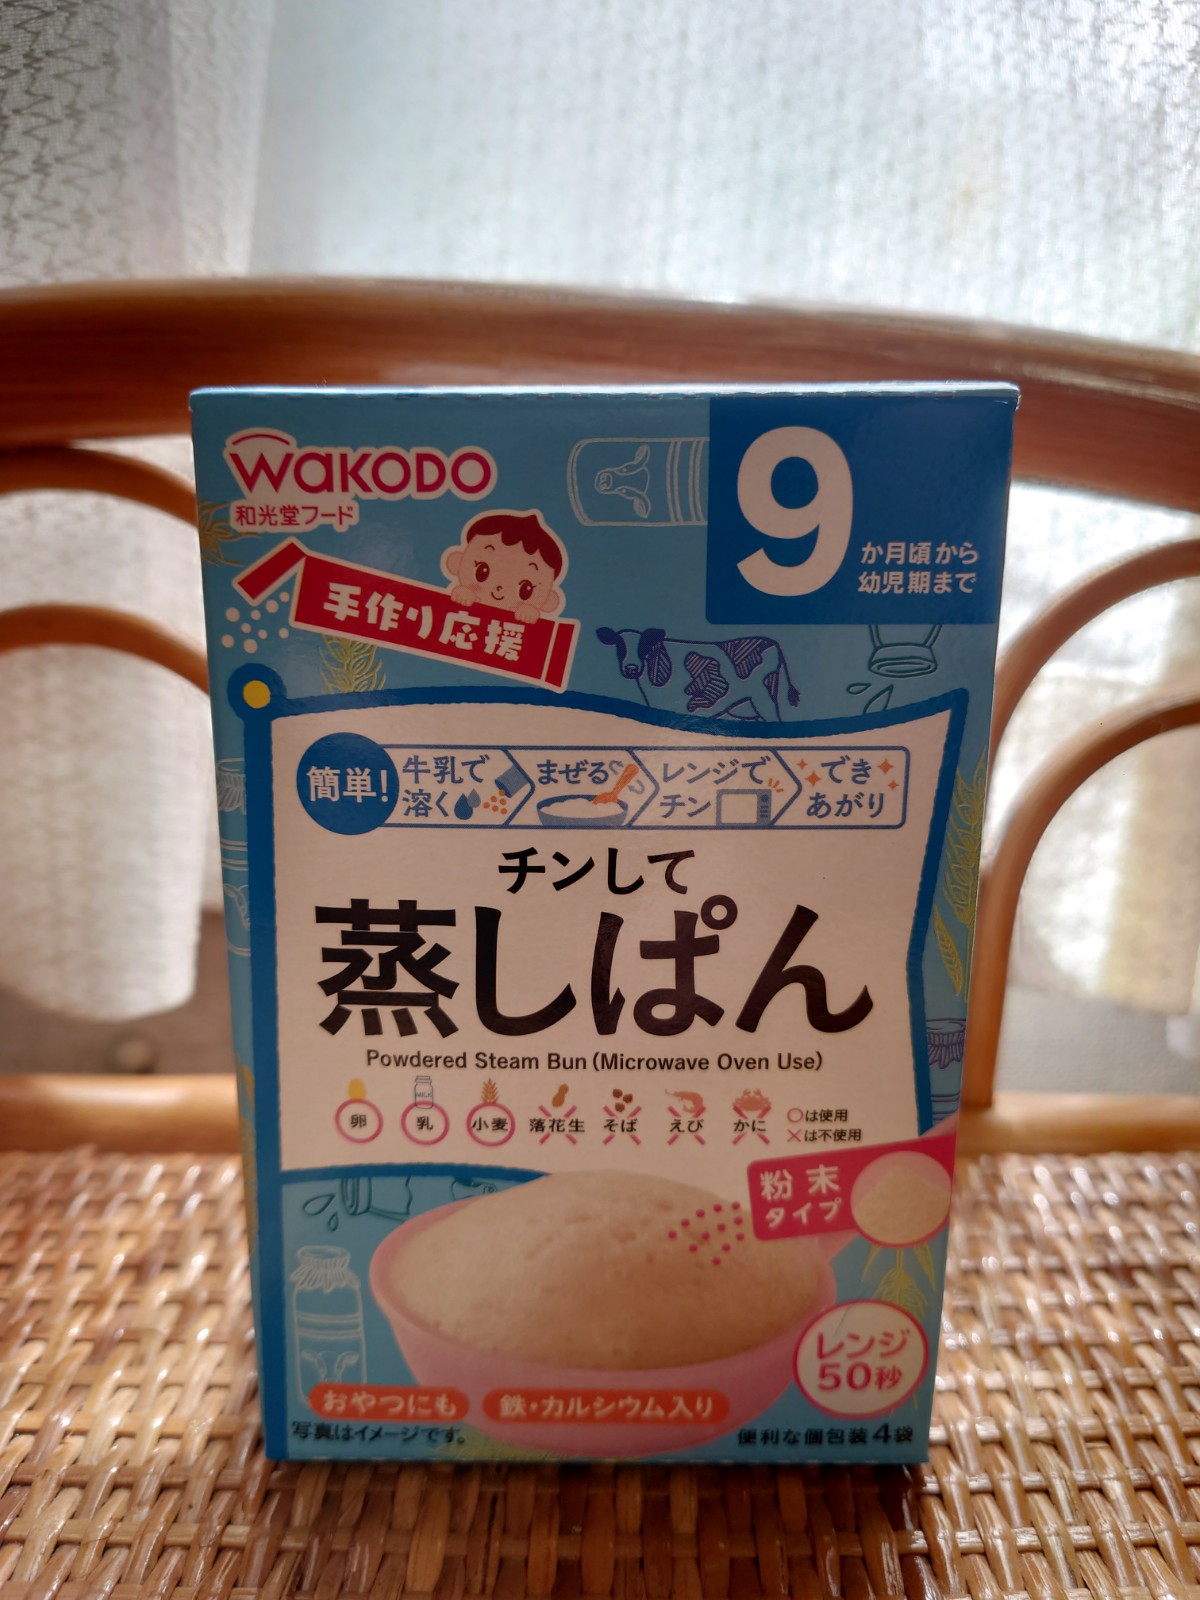 WAKODO
和光堂フード
手作り応援
9
か月頃から
幼児期まで
簡単!
牛乳で
溶く
まぜる
レンジで
チン
でき
あがり
チンして
蒸しぱん
Powdered Steam Bun (Microwave Oven Use)
卵
乳
小麦
落花生
そば
えび
かに
○は使用
×は不使用
MILK
粉末
タイプ
レンジ
50秒
おやつにも
鉄・カルシウム入り
写真はイメージです。
便利な個包装4袋